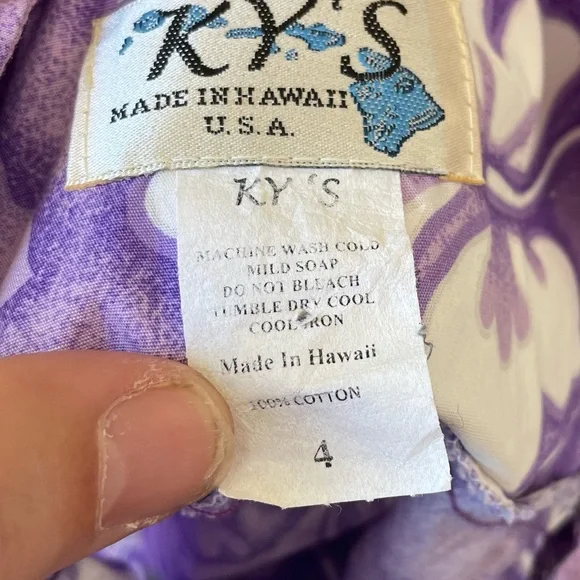 KY'S
MADE IN HAWAII
U.S.A.
KY'S
MACHINE WASH COLD
MILD SOAP
DO NOT BLEACH
TUMBLE DRY COOL
COOL IRON
Made In Hawaii
100% COTTON
4